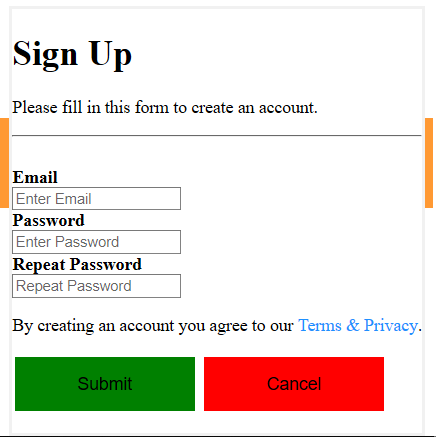 Sign Up
Please fill in this form to create an account.
Email
Enter Email
Password
Enter Password
Repeat Password
Repeat Password
By creating an account you agree to our Terms & Privacy.
Submit Cancel